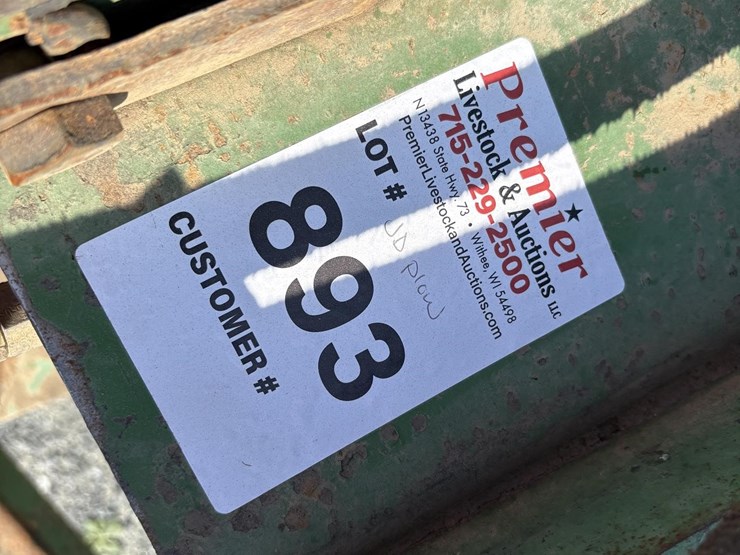 Premier
Livestock & Auctions LLC
715-229-2500
N13438 State Hwy. 73 • Withee, WI 54498
PremierLivestockandAuctions.com
LOT # JD plow
893
CUSTOMER #